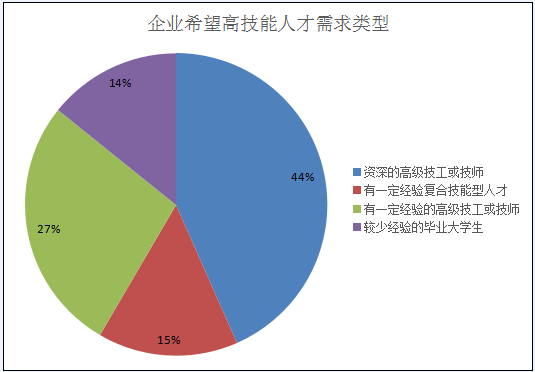 企业希望高技能人才需求类型
14%
44%
27%
15%
资深的高级技工或技师
有一定经验复合技能型人才
有一定经验的高级技工或技师
较少经验的毕业大学生